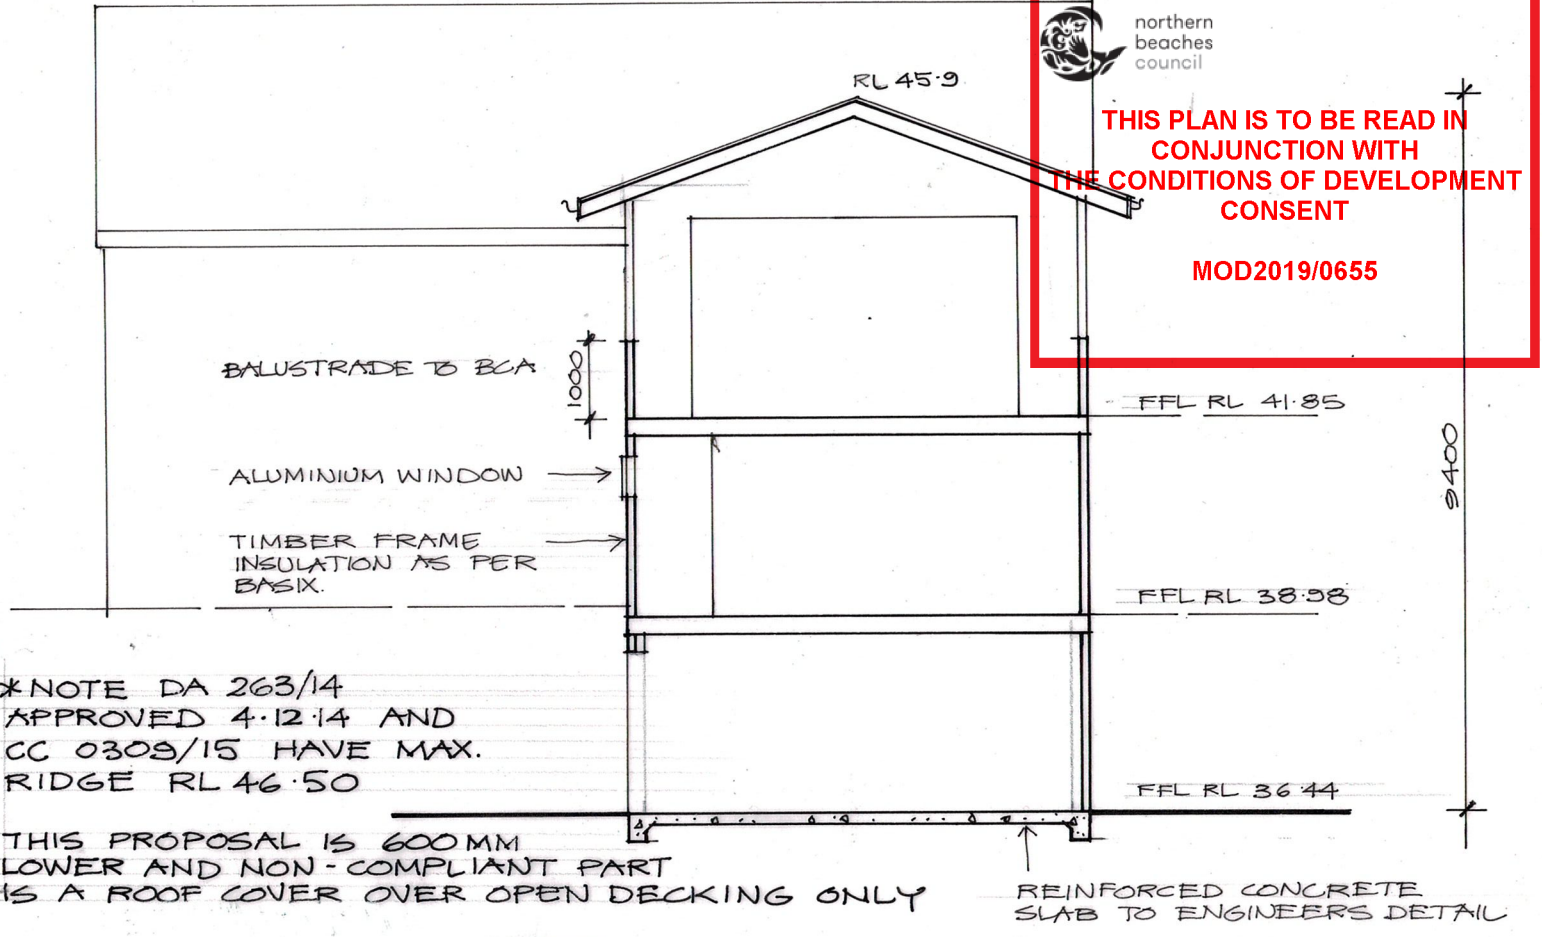 northern
beaches
council
RL 45.9
THIS PLAN IS TO BE READ IN
CONJUNCTION WITH
THE CONDITIONS OF DEVELOPMENT
CONSENT
MOD2019/0655
BALUSTRADE TO BCA
1000
FFL RL 41.85
9400
ALUMINIUM WINDOW
TIMBER FRAME
INSULATION AS PER
BASIX.
FFL RL 38.98
*NOTE DA 263/14
APPROVED 4.12.14 AND
CC 0309/15 HAVE MAX.
RIDGE RL 46.50
FFL RL 36.44
THIS PROPOSAL IS 600MM
LOWER AND NON-COMPLIANT PART
IS A ROOF COVER OVER OPEN DECKING ONLY
REINFORCED CONCRETE
SLAB TO ENGINEERS DETAIL